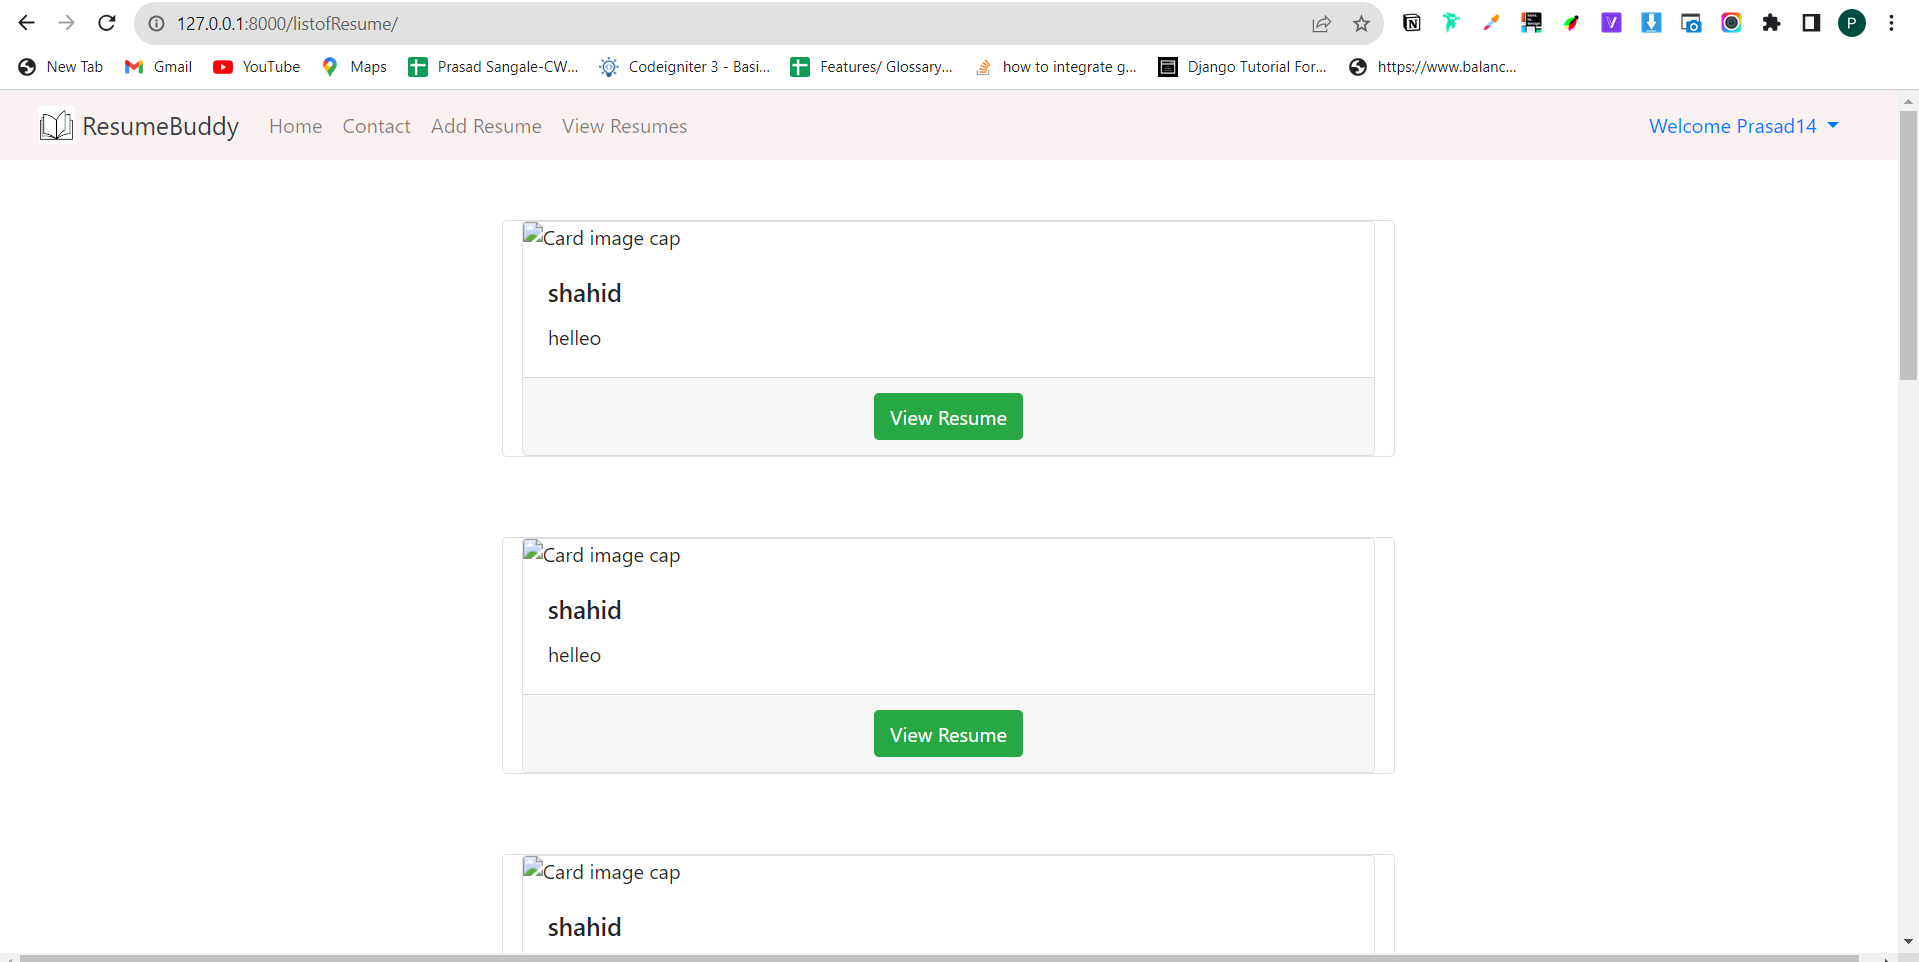 127.0.0.1:8000/listofResume/
P
New Tab Gmail YouTube Maps Prasad Sangale-CW... Codeigniter 3 - Basi... Features/ Glossary... how to integrate g... Django Tutorial For... https://www.balanc...
ResumeBuddy Home Contact Add Resume View Resumes Welcome Prasad14
Card image cap
shahid
helleo
View Resume
Card image cap
shahid
helleo
View Resume
Card image cap
shahid